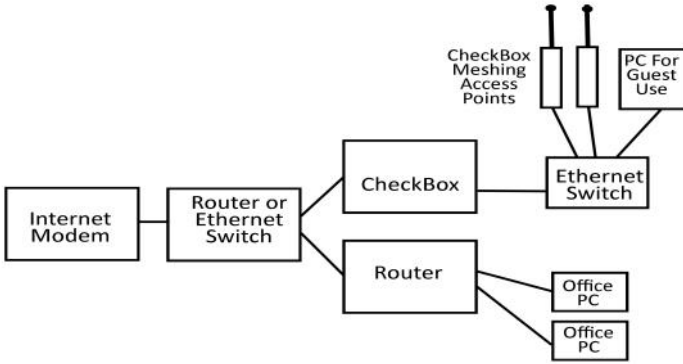 CheckBox
Meshing
Access
Points
PC For
Guest
Use
Internet
Modem
Router or
Ethernet
Switch
CheckBox
Ethernet
Switch
Router
Office
PC
Office
PC